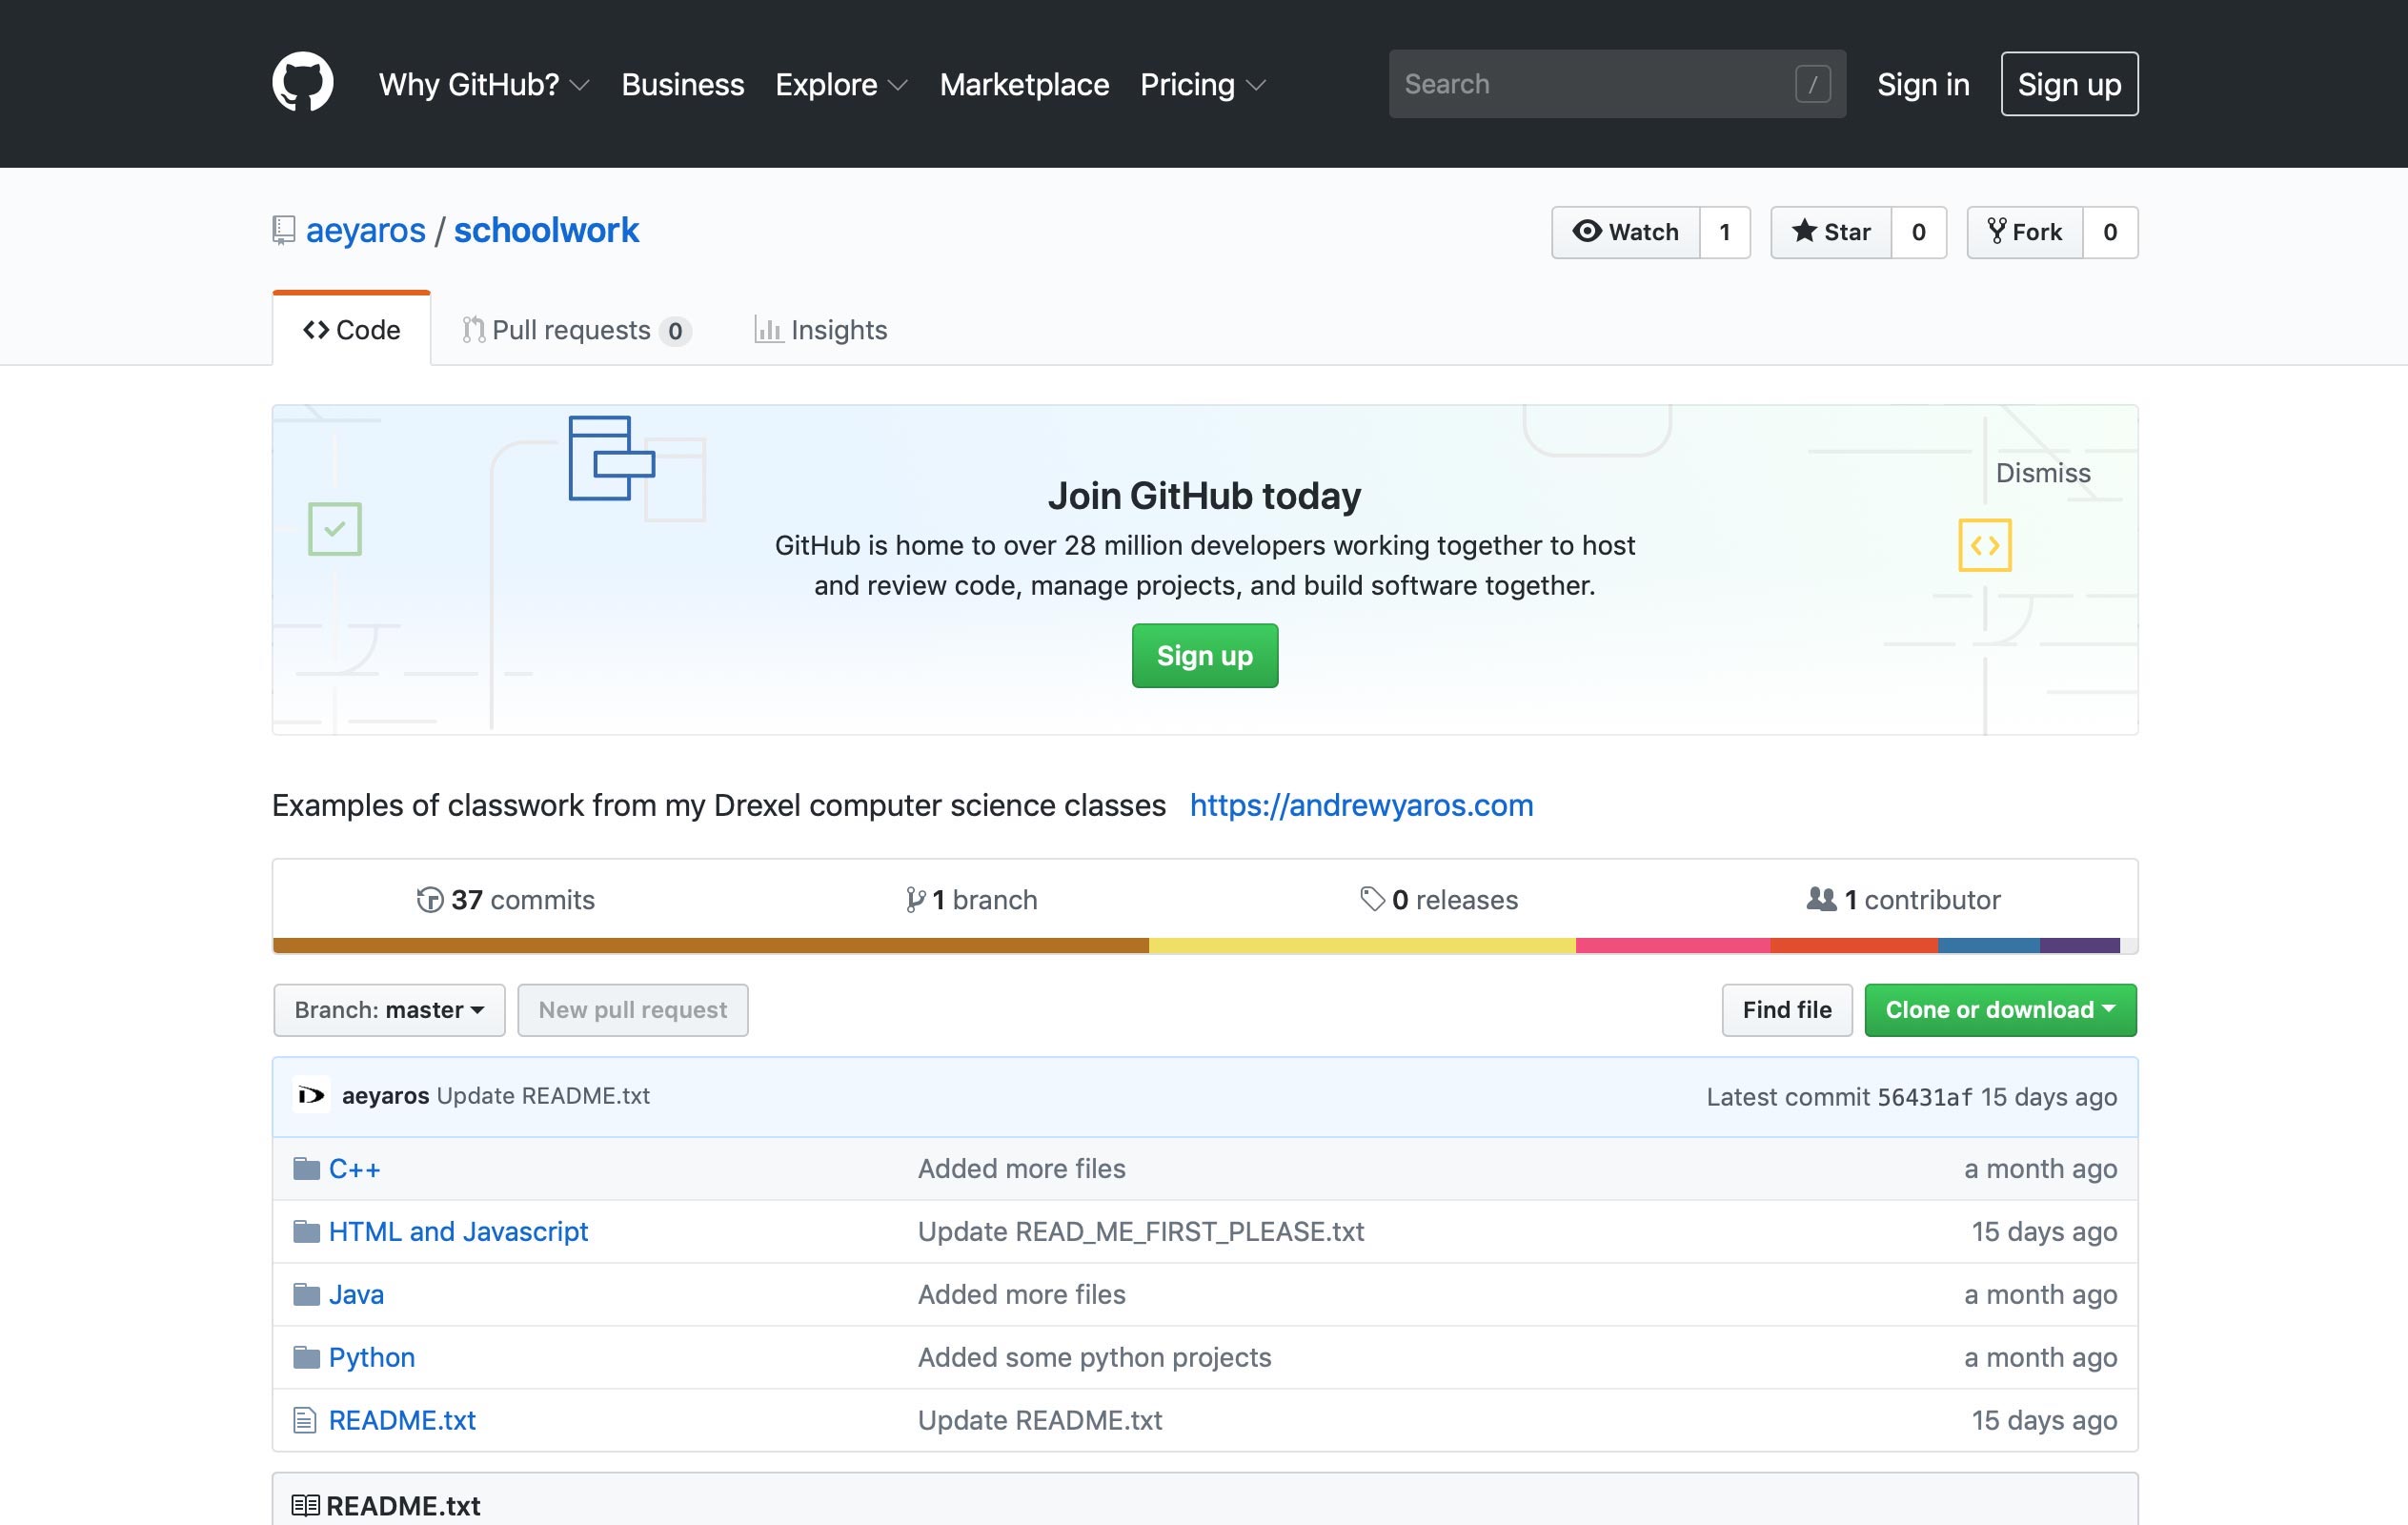 Why GitHub? Business Explore Marketplace Pricing Search / Sign in Sign up
aeyaros / schoolwork Watch 1 Star 0 Fork 0
Code Pull requests 0 Insights
Dismiss
Join GitHub today
GitHub is home to over 28 million developers working together to host
and review code, manage projects, and build software together.
Sign up
Examples of classwork from my Drexel computer science classes https://andrewyaros.com
37 commits 1 branch 0 releases 1 contributor
Branch: master New pull request Find file Clone or download
aeyaros Update README.txt Latest commit 56431af 15 days ago
C++ Added more files a month ago
HTML and Javascript Update READ_ME_FIRST_PLEASE.txt 15 days ago
Java Added more files a month ago
Python Added some python projects a month ago
README.txt Update README.txt 15 days ago
README.txt